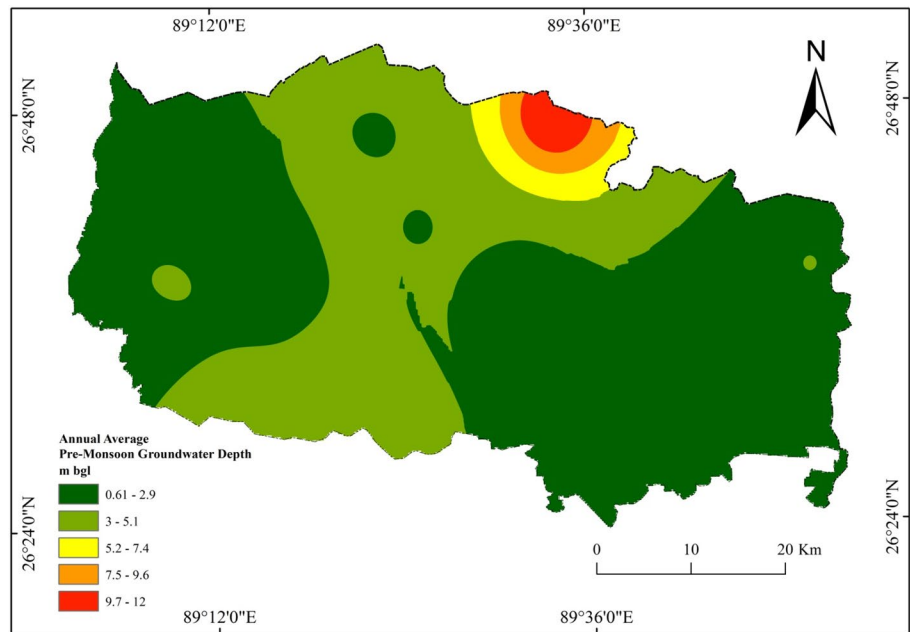 89°12'0"E
89°36'0"E
N
26°48'0"N
26°48'0"N
Annual Average
Pre-Monsoon Groundwater Depth
m bgl
0.61 - 2.9
3 - 5.1
5.2 - 7.4
7.5 - 9.6
9.7 - 12
26°24'0"N
26°24'0"N
0 10 20 Km
89°12'0"E
89°36'0"E